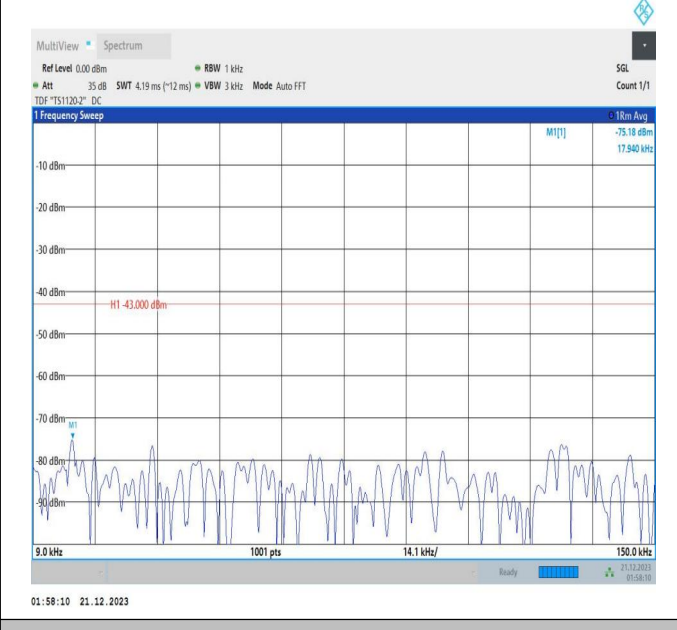 R S
MultiView Spectrum
Ref Level 0.00 dBm RBW 1 kHz SGL
Att 35 dB SWT 4.19 ms (~12 ms) VBW 3 kHz Mode Auto FFT Count 1/1
TDF "TS1120-2" DC
1 Frequency Sweep 1Rm Avg
M1[1] -75.18 dBm
17.940 kHz
-10 dBm
-20 dBm
-30 dBm
-40 dBm
H1 -43.000 dBm
-50 dBm
-60 dBm
-70 dBm
M1
-80 dBm
-90 dBm
9.0 kHz 1001 pts 14.1 kHz/ 150.0 kHz
Ready 21.12.2023
01:58:10
01:58:10 21.12.2023